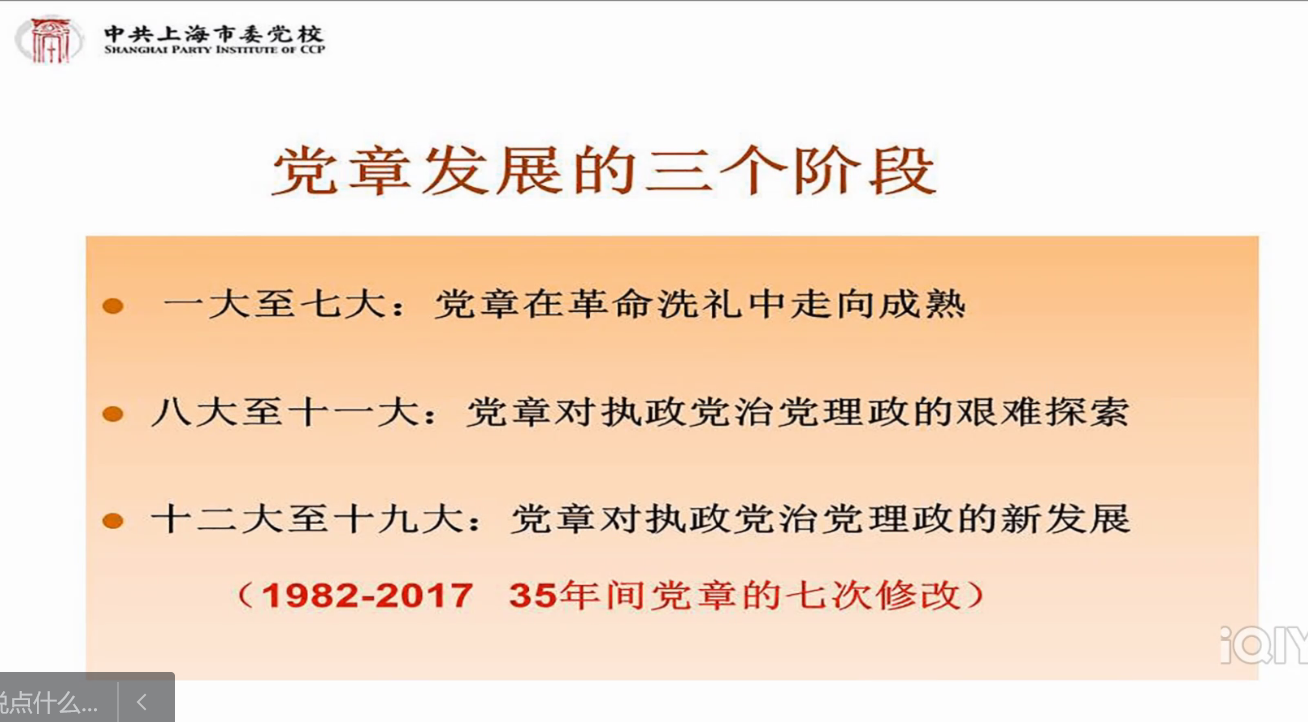 中共上海市委党校
SHANGHAI PARTY INSTITUTE OF CCP
党章发展的三个阶段
一大至七大：党章在革命洗礼中走向成熟
八大至十一大：党章对执政党治党理政的艰难探索
十二大至十九大：党章对执政党治党理政的新发展
（1982-2017 35年间党章的七次修改）
iQIY
说点什么...